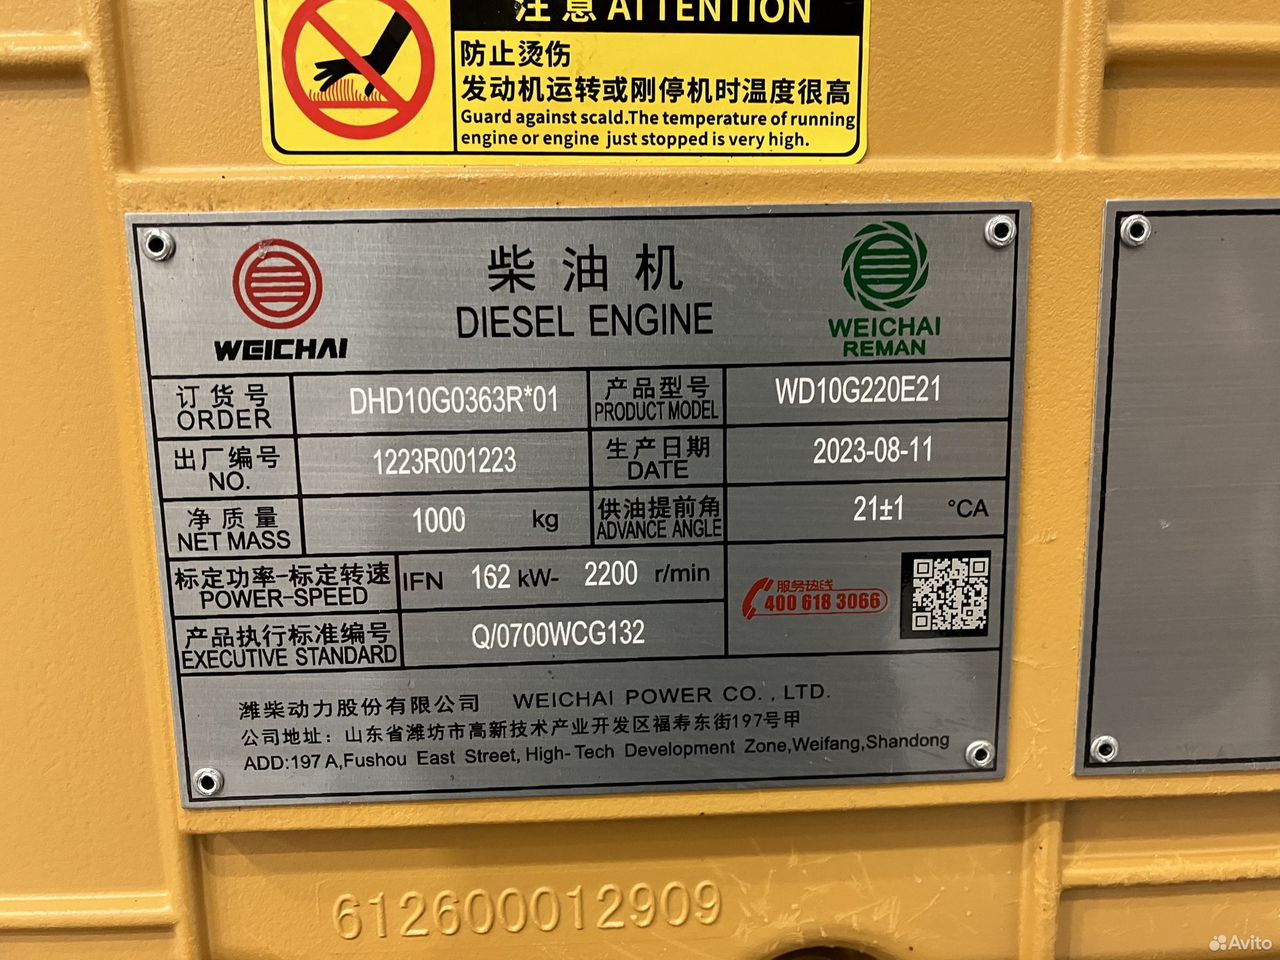 注意 ATTENTION
防止烫伤
发动机运转或刚停机时温度很高
Guard against scald.The temperature of running
engine or engine just stopped is very high.
WEICHAI
柴油机
DIESEL ENGINE
WEICHAI
REMAN
订货号
ORDER
DHD10G0363R*01
产品型号
PRODUCT MODEL
WD10G220E21
出厂编号
NO.
1223R001223
生产日期
DATE
2023-08-11
净质量
NET MASS
1000 kg
供油提前角
ADVANCE ANGLE
21±1 °CA
标定功率-标定转速
POWER-SPEED
IFN 162 kW- 2200 r/min
服务热线
400 618 3066
产品执行标准编号
EXECUTIVE STANDARD
Q/0700WCG132
潍柴动力股份有限公司 WEICHAI POWER CO.,LTD.
公司地址：山东省潍坊市高新技术产业开发区福寿东街197号甲
ADD:197 A,Fushou East Street, High-Tech Development Zone,Weifang,Shandong
612600012909
Avito